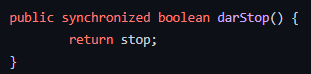 public synchronized boolean darStop() {
        return stop;
}